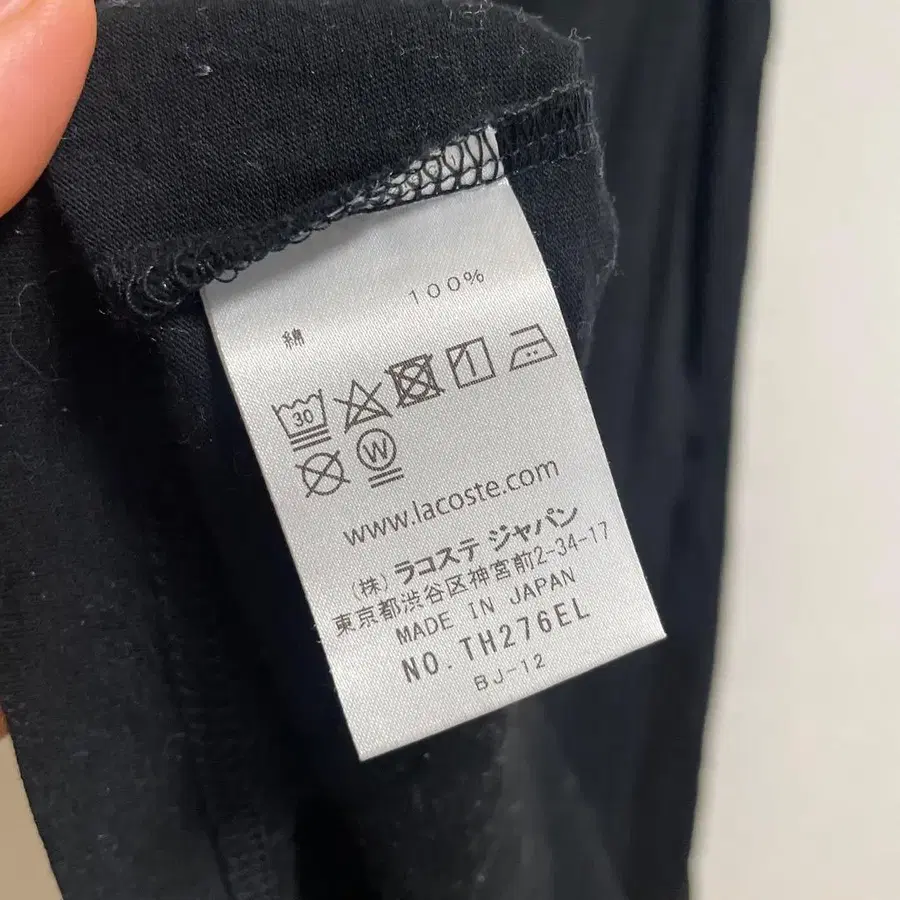 綿 100%
30
W
www.lacoste.com
(株) ラコステ ジャパン
東京都渋谷区神宮前2-34-17
MADE IN JAPAN
NO.TH276EL
BJ-12